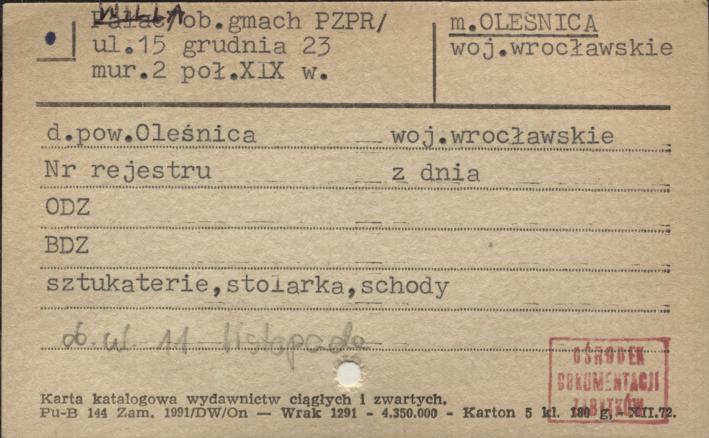 WILLA
Pałac/ob.gmach PZPR/
ul.15 grudnia 23
mur.2 poł.XIX w.
m.OLEŚNICA
woj.wrocławskie
d.pow.Oleśnica woj.wrocławskie
Nr rejestru z dnia
ODZ
BDZ
sztukaterie,stolarka,schody
ob. ul 11 listopada
OŚRODEK
DOKUMENTACJI
ZABYTKÓW
Karta katalogowa wydawnictw ciągłych i zwartych.
Pu-B 144 Zam. 1991/DW/On — Wrak 1291 - 4.350.000 - Karton 5 kl. 180 g, - XII.72.